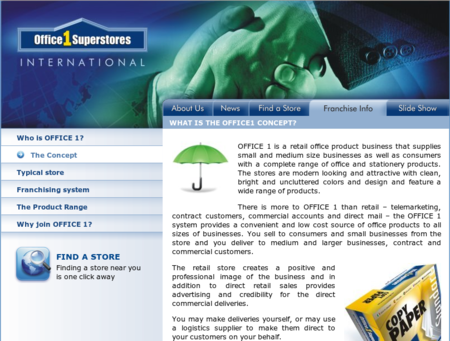 Office 1 Superstores
INTERNATIONAL
About Us
News
Find a Store
Franchise Info
Slide Show
WHAT IS THE OFFICE1 CONCEPT?
Who is OFFICE 1?
The Concept
Typical store
Franchising system
The Product Range
Why join OFFICE 1?
FIND A STORE
Finding a store near you
is one click away
OFFICE 1 is a retail office product business that supplies
small and medium size businesses as well as consumers
with a complete range of office and stationery products.
The stores are modern looking and attractive with clean,
bright and uncluttered colors and design and feature a
wide range of products.
There is more to OFFICE 1 than retail – telemarketing,
contract customers, commercial accounts and direct mail – the OFFICE 1
system provides a convenient and low cost source of office products to all
sizes of businesses. You sell to consumers and small businesses from the
store and you deliver to medium and larger businesses, contract and
commercial customers.
The retail store creates a positive and
professional image of the business and in
addition to direct retail sales provides
advertising and credibility for the direct
commercial deliveries.
You may make deliveries yourself, or may use
a logistics supplier to make them direct to
your customers on your behalf.
COPY
PAPER